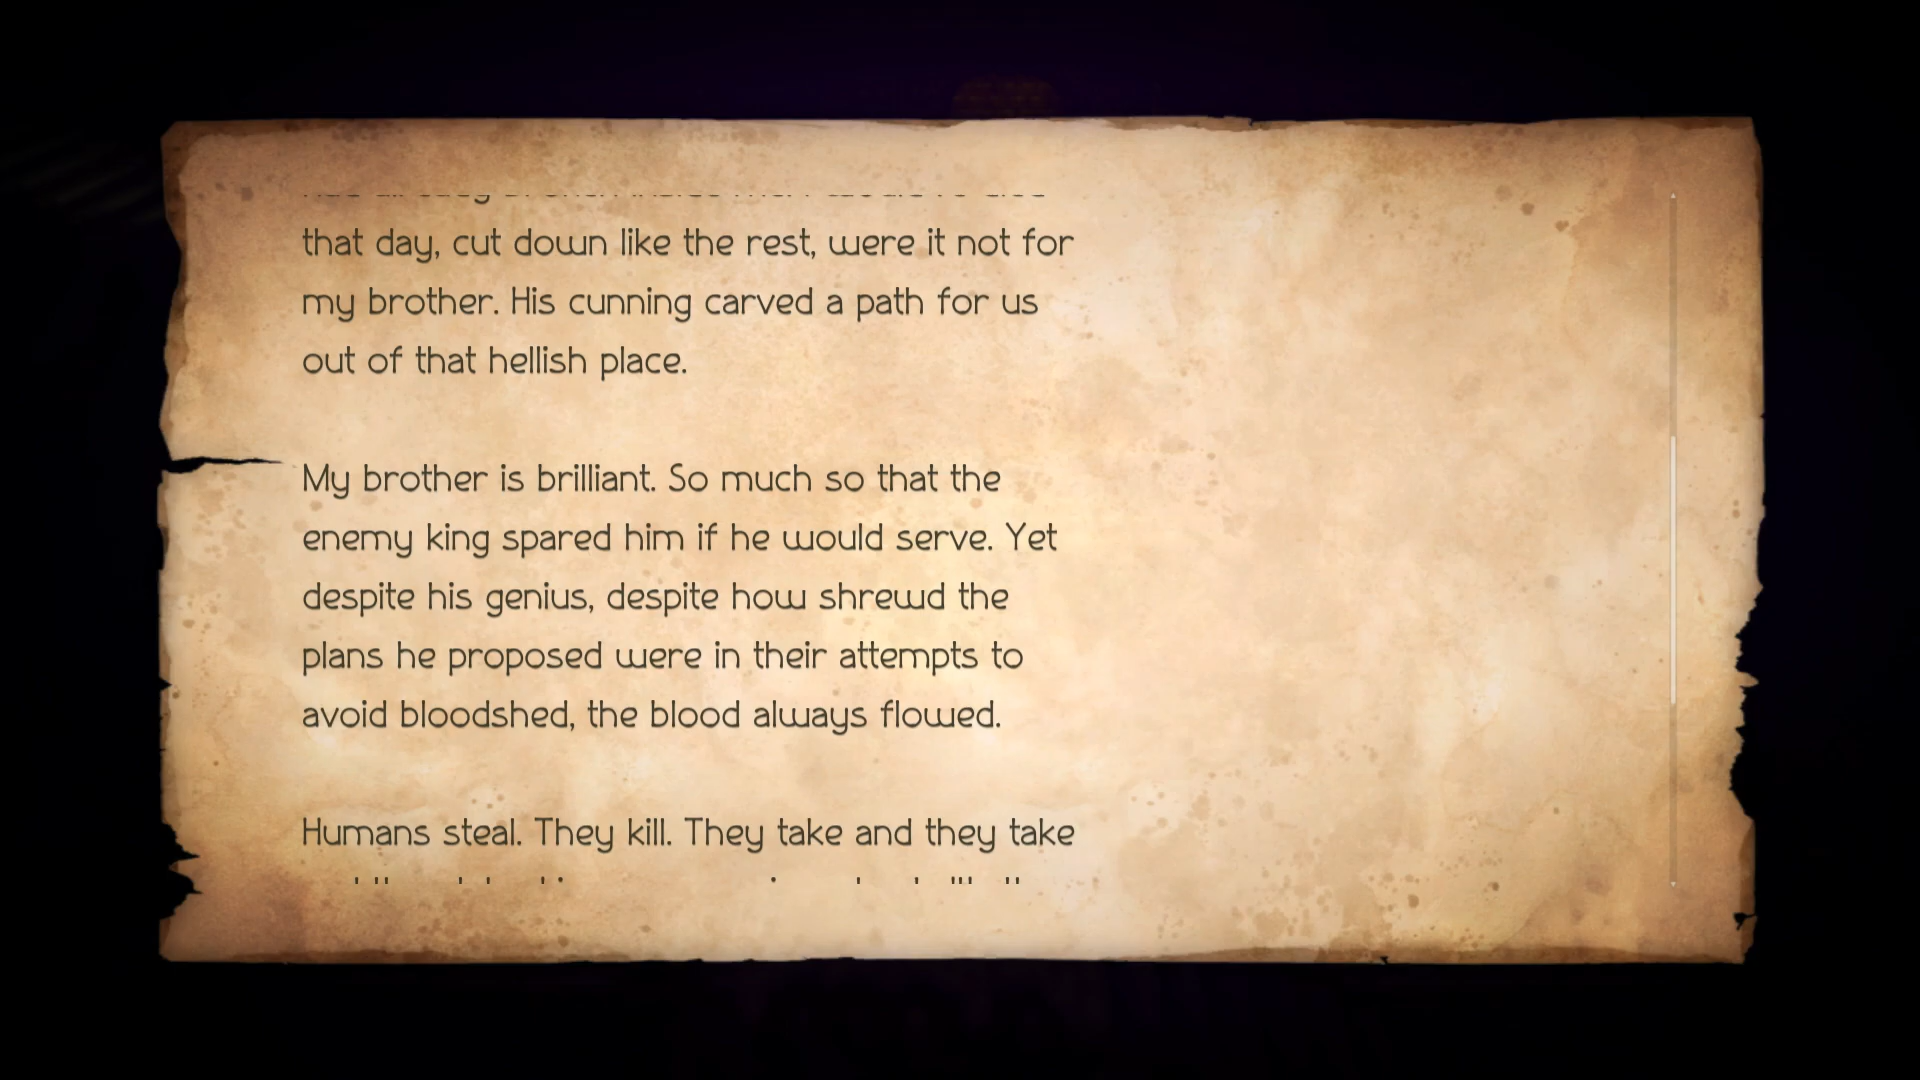 that day, cut down like the rest, were it not for
my brother. His cunning carved a path for us
out of that hellish place.
My brother is brilliant. So much so that the
enemy king spared him if he would serve. Yet
despite his genius, despite how shrewd the
plans he proposed were in their attempts to
avoid bloodshed, the blood always flowed.
Humans steal. They kill. They take and they take